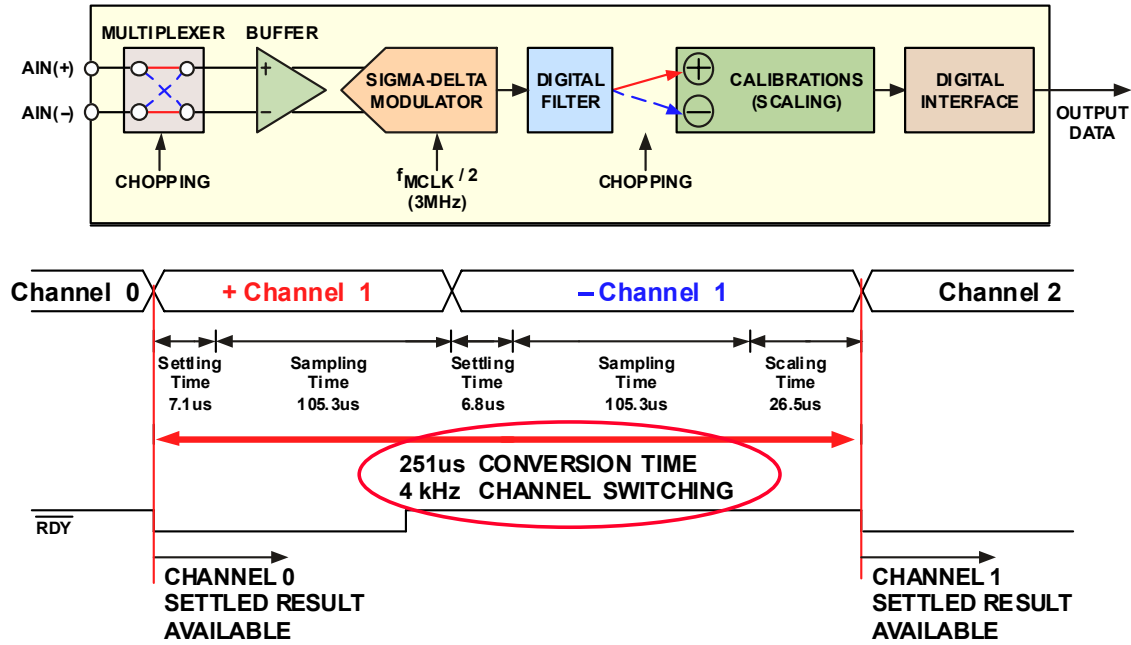 MULTIPLEXER BUFFER
AIN(+)
AIN(–)
+
–
SIGMA-DELTA
MODULATOR
DIGITAL
FILTER
+
–
CALIBRATIONS
(SCALING)
DIGITAL
INTERFACE
OUTPUT
DATA
CHOPPING
fMCLK / 2
(3MHz)
CHOPPING
Channel 0
+ Channel 1
– Channel 1
Channel 2
Settling
Time
7.1us
Sampling
Time
105.3us
Settling
Time
6.8us
Sampling
Time
105.3us
Scaling
Time
26.5us
251us CONVERSION TIME
4 kHz CHANNEL SWITCHING
RDY
CHANNEL 0
SETTLED RESULT
AVAILABLE
CHANNEL 1
SETTLED RESULT
AVAILABLE